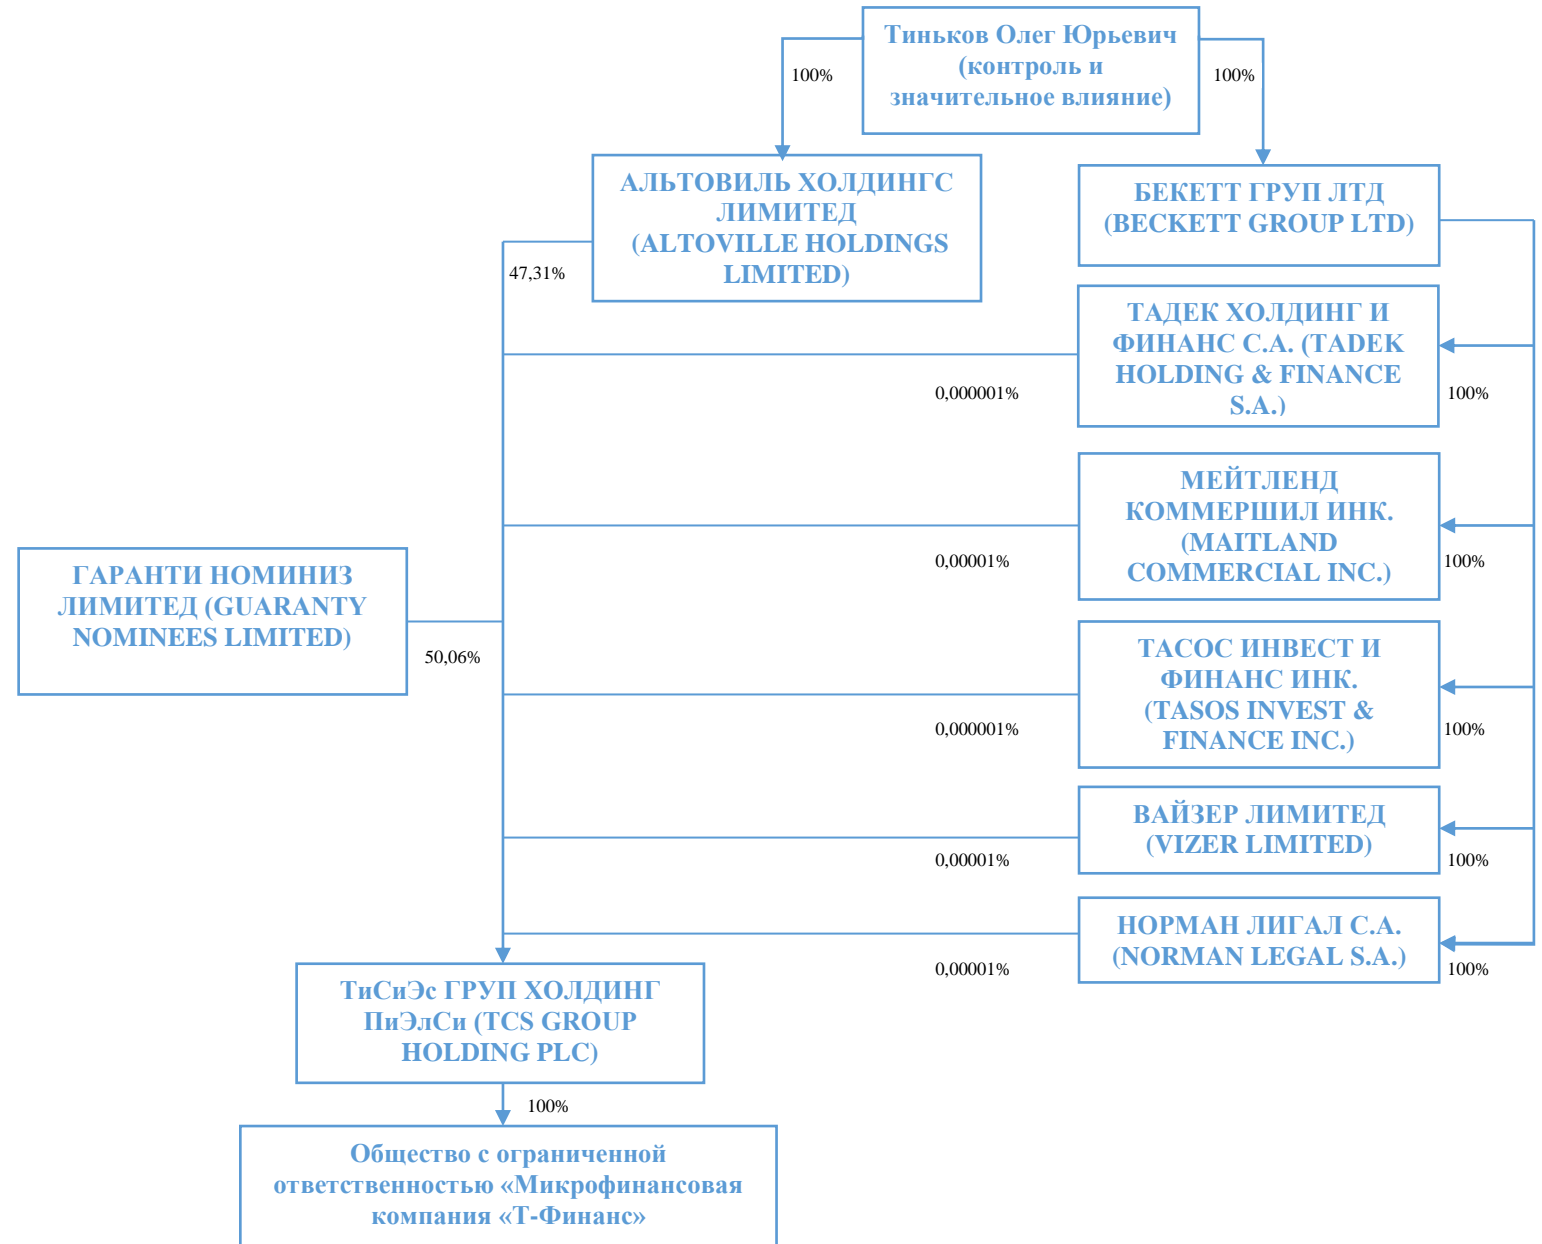 Тиньков Олег Юрьевич
(контроль и
значительное влияние)
100%
100%
АЛЬТОВИЛЬ ХОЛДИНГС
ЛИМИТЕД
(ALTOVILLE HOLDINGS
LIMITED)
47,31%
БЕКЕТТ ГРУП ЛТД
(BECKETT GROUP LTD)
ТАДЕК ХОЛДИНГ И
ФИНАНС С.А. (TADEK
HOLDING & FINANCE
S.A.)
0,000001%
100%
МЕЙТЛЕНД
КОММЕРШИЛ ИНК.
(MAITLAND
COMMERCIAL INC.)
0,00001%
100%
ГАРАНТИ НОМИНИЗ
ЛИМИТЕД (GUARANTY
NOMINEES LIMITED)
50,06%
ТАСОС ИНВЕСТ И
ФИНАНС ИНК.
(TASOS INVEST &
FINANCE INC.)
0,000001%
100%
ВАЙЗЕР ЛИМИТЕД
(VIZER LIMITED)
0,00001%
100%
НОРМАН ЛИГАЛ С.А.
(NORMAN LEGAL S.A.)
0,00001%
100%
ТиСиЭс ГРУП ХОЛДИНГ
ПиЭлСи (TCS GROUP
HOLDING PLC)
100%
Общество с ограниченной
ответственностью «Микрофинансовая
компания «Т-Финанс»